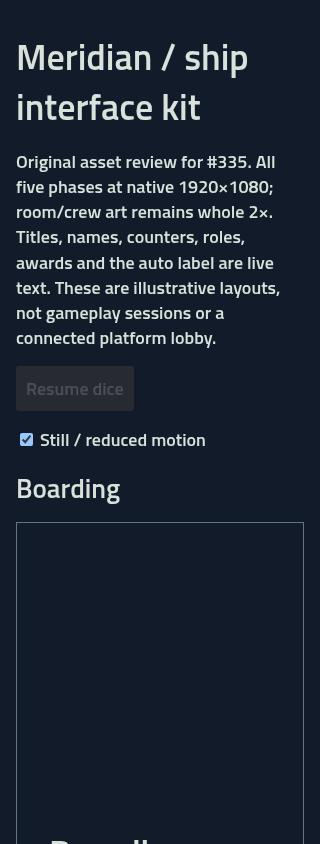 Meridian / ship
interface kit
Original asset review for #335. All
five phases at native 1920×1080;
room/crew art remains whole 2×.
Titles, names, counters, roles,
awards and the auto label are live
text. These are illustrative layouts,
not gameplay sessions or a
connected platform lobby.
Resume dice
Still / reduced motion
Boarding